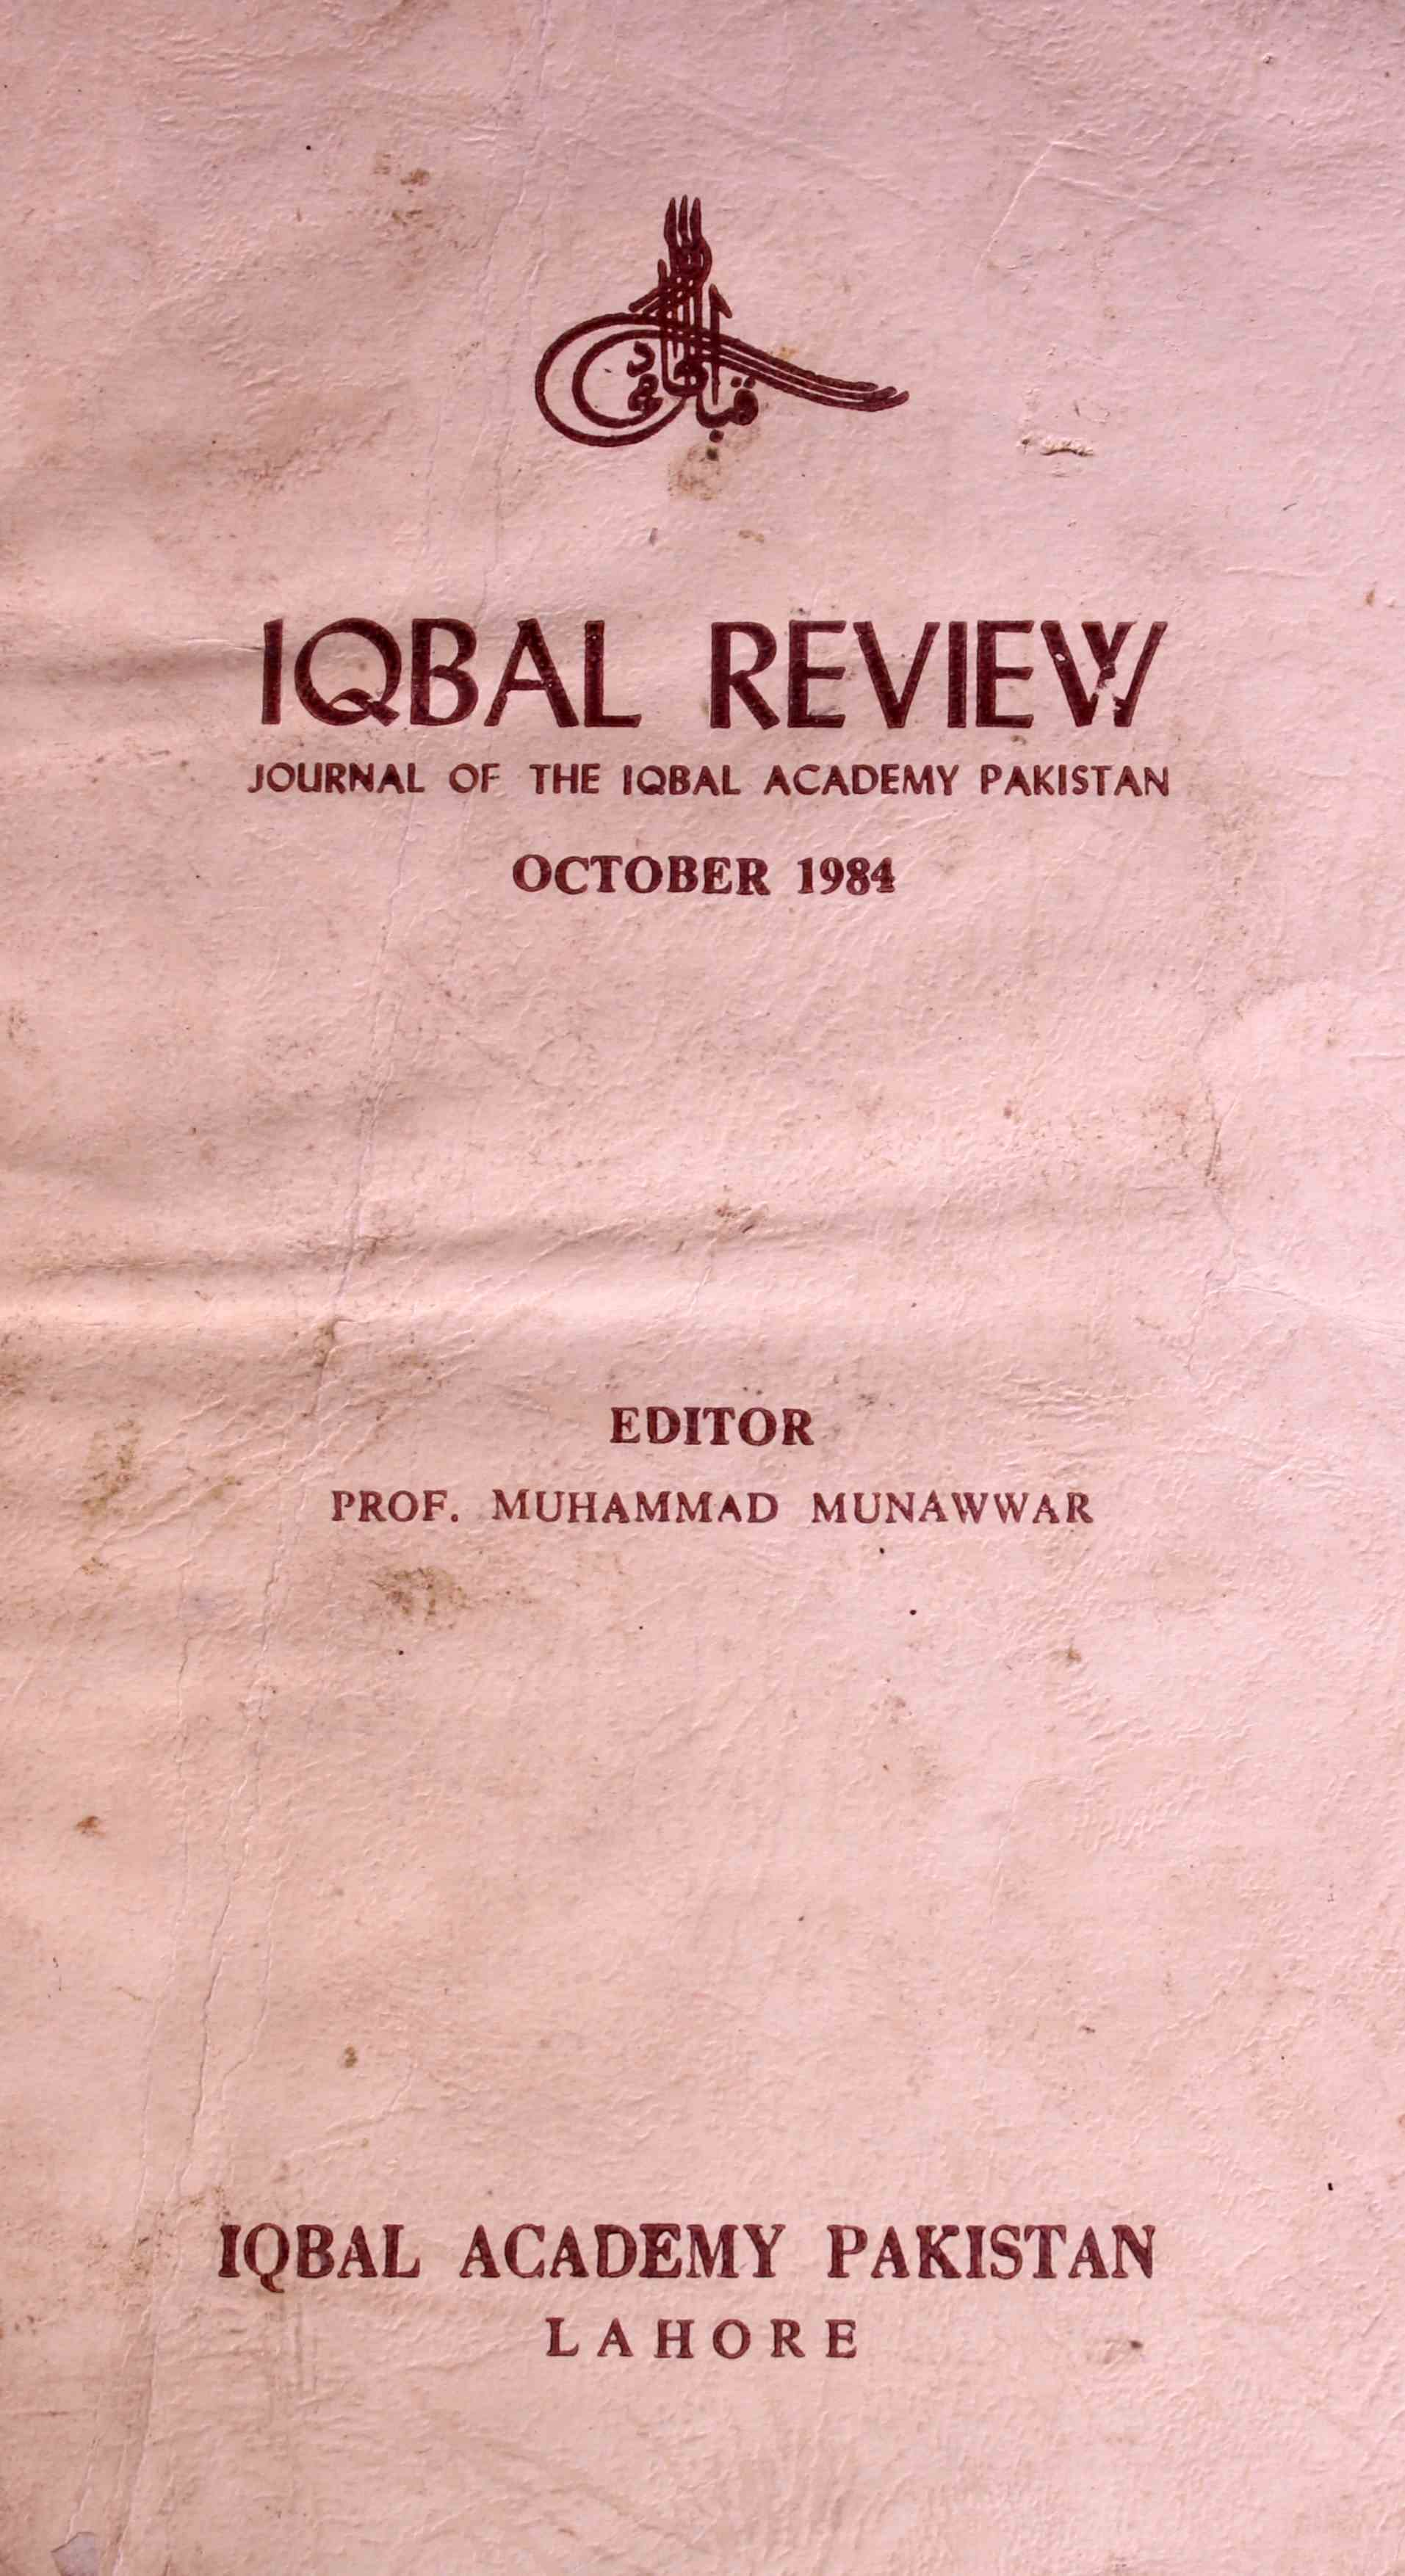 IQBAL REVIEW
JOURNAL OF THE IQBAL ACADEMY PAKISTAN
OCTOBER 1984
EDITOR
PROF. MUHAMMAD MUNAWWAR
IQBAL ACADEMY PAKISTAN
LAHORE